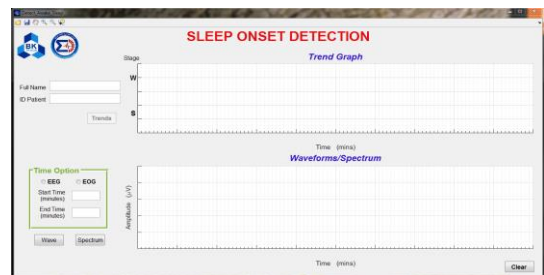 SLEEP ONSET DETECTION
BK
Stage
Trend Graph
W
S
Full Name
ID Patient
Trends
Time (mins)
Waveforms/Spectrum
Time Option
EEG
EOG
Start Time
(minutes)
End Time
(minutes)
Wave
Spectrum
Amplitude (μV)
Time (mins)
Clear